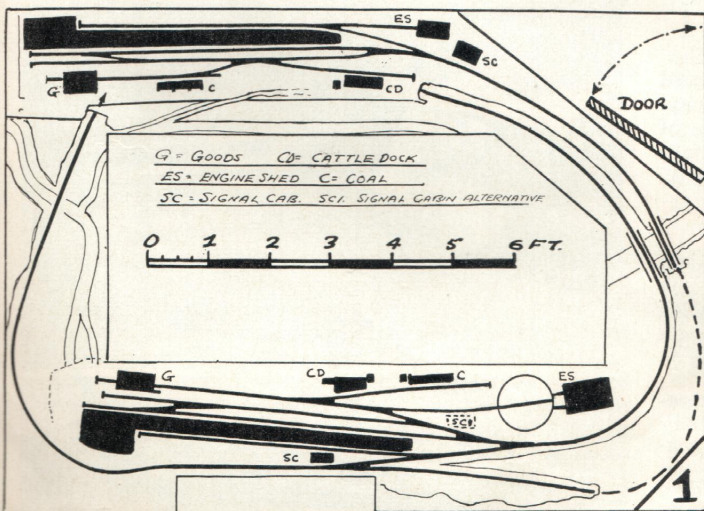 ES
SC
G
C
CD
DOOR
G = GOODS CD = CATTLE DOCK
ES = ENGINE SHED C = COAL
SC = SIGNAL CAB. SC1. SIGNAL CABIN ALTERNATIVE
0 1 2 3 4 5 6 FT.
G
CD
C
ES
SC1
SC
1